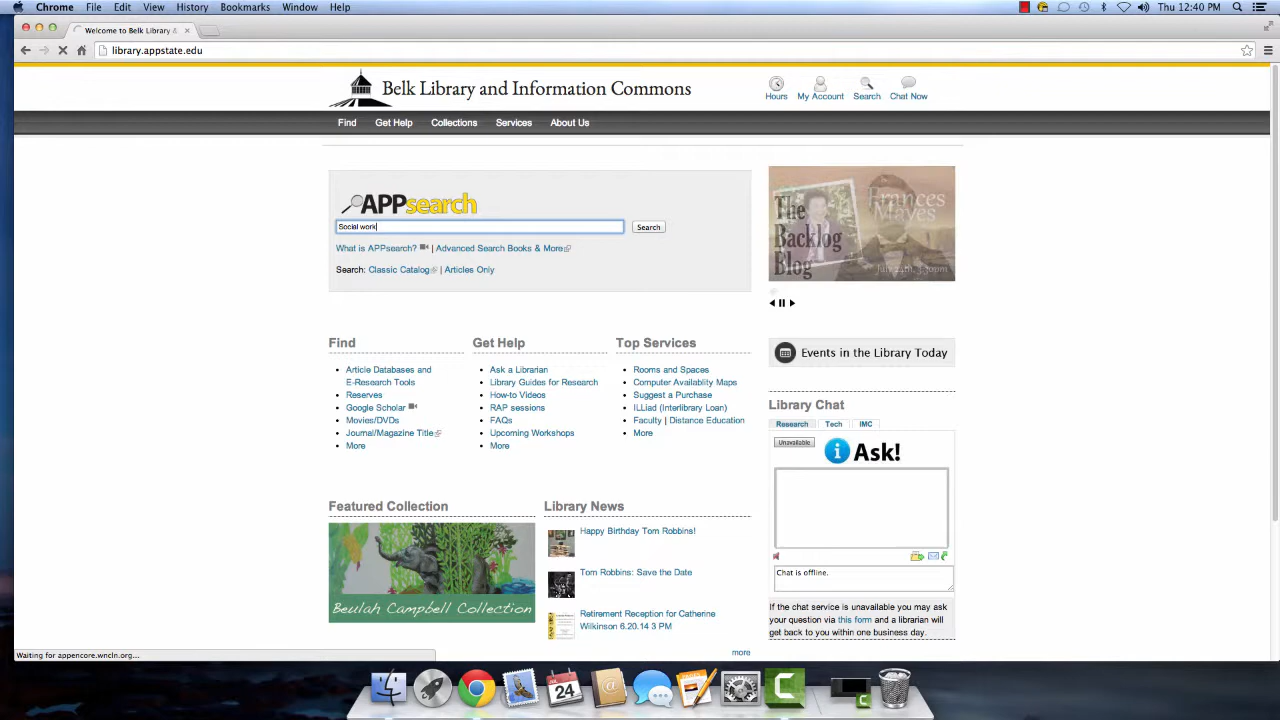 Chrome File Edit View History Bookmarks Window Help Thu 12:40 PM
Welcome to Belk Library &
library.appstate.edu
Belk Library and Information Commons
Hours My Account Search Chat Now
Find Get Help Collections Services About Us
APPsearch
Social work
Search
What is APPsearch? | Advanced Search Books & More
Search: Classic Catalog | Articles Only
The Backlog Blog
Frances Mayes
July 24th, 3:30pm
Find
Article Databases and
E-Research Tools
Reserves
Google Scholar
Movies/DVDs
Journal/Magazine Title
More
Get Help
Ask a Librarian
Library Guides for Research
How-to Videos
RAP sessions
FAQs
Upcoming Workshops
More
Top Services
Rooms and Spaces
Computer Availablity Maps
Suggest a Purchase
ILLiad (Interlibrary Loan)
Faculty | Distance Education
More
Events in the Library Today
Library Chat
Research Tech IMC
Unavailable
i Ask!
Chat is offline.
If the chat service is unavailable you may ask
your question via this form and a librarian will
get back to you within one business day.
Featured Collection
Beulah Campbell Collection
Library News
Happy Birthday Tom Robbins!
Tom Robbins: Save the Date
Retirement Reception for Catherine
Wilkinson 6.20.14 3 PM
more
Waiting for appencore.wncln.org...
JUL
24